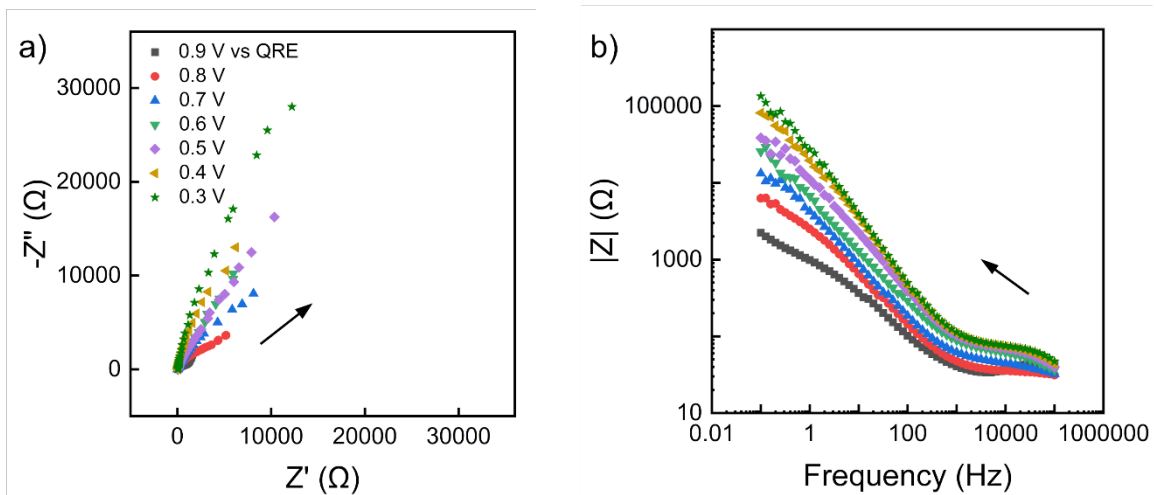 a)
0.9 V vs QRE
0.8 V
0.7 V
0.6 V
0.5 V
0.4 V
0.3 V
30000
20000
10000
0
-Z" (Ω)
0 10000 20000 30000
Z' (Ω)
b)
100000
1000
10
|Z| (Ω)
0.01 1 100 10000 1000000
Frequency (Hz)